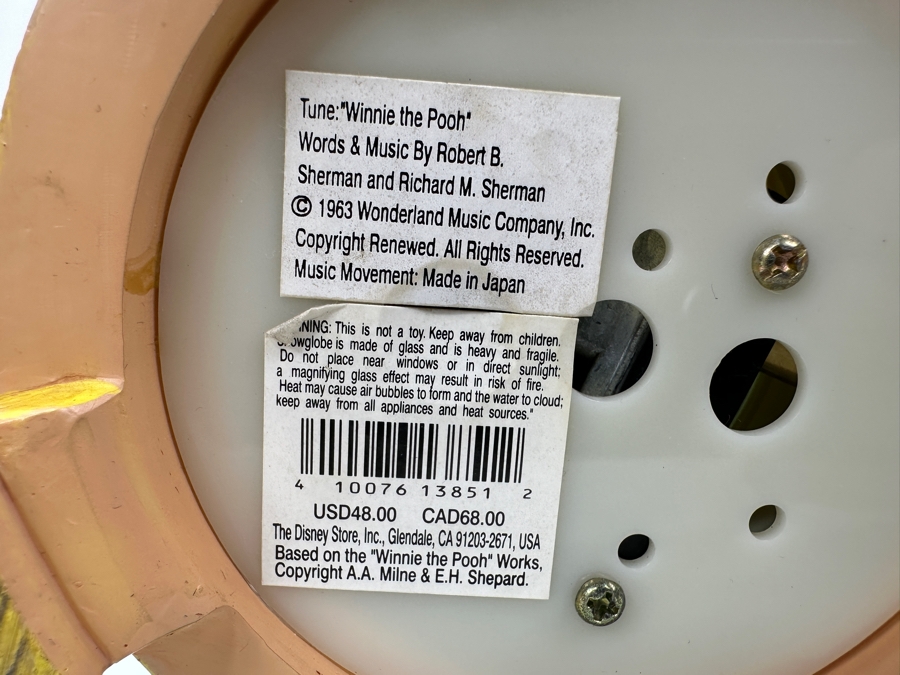 Tune:"Winnie the Pooh"
Words & Music By Robert B.
Sherman and Richard M. Sherman
© 1963 Wonderland Music Company, Inc.
Copyright Renewed. All Rights Reserved.
Music Movement: Made in Japan
NING: This is not a toy. Keep away from children.
owglobe is made of glass and is heavy and fragile.
Do not place near windows or in direct sunlight;
a magnifying glass effect may result in risk of fire.
Heat may cause air bubbles to form and the water to cloud;
keep away from all appliances and heat sources."
4 10076 13851 2
USD48.00 CAD68.00
The Disney Store, Inc., Glendale, CA 91203-2671, USA
Based on the "Winnie the Pooh" Works,
Copyright A.A. Milne & E.H. Shepard.